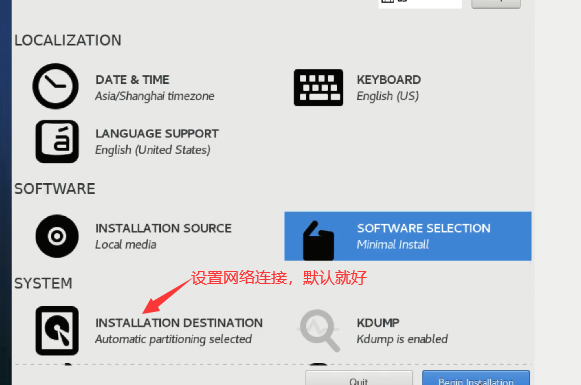 LOCALIZATION
DATE & TIME
Asia/Shanghai timezone
KEYBOARD
English (US)
LANGUAGE SUPPORT
English (United States)
SOFTWARE
INSTALLATION SOURCE
Local media
SOFTWARE SELECTION
Minimal Install
SYSTEM
设置网络连接，默认就好
INSTALLATION DESTINATION
Automatic partitioning selected
KDUMP
Kdump is enabled
Quit
Begin Installation